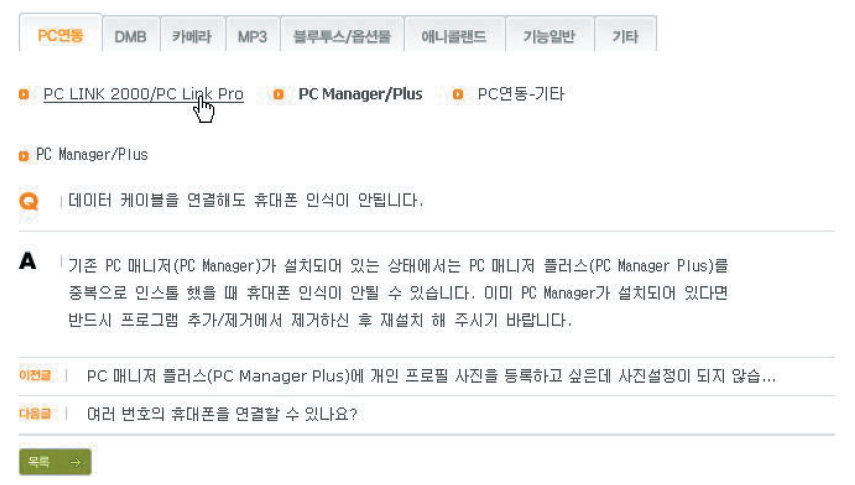 PC연동 DMB 카메라 MP3 블루투스/옵션물 애니콜랜드 기능일반 기타
PC LINK 2000/PC Link Pro PC Manager/Plus PC연동-기타
PC Manager/Plus
Q 데이터 케이블을 연결해도 휴대폰 인식이 안됩니다.
A 기존 PC 매니저(PC Manager)가 설치되어 있는 상태에서는 PC 매니저 플러스(PC Manager Plus)를
중복으로 인스톨 했을 때 휴대폰 인식이 안될 수 있습니다. 이미 PC Manager가 설치되어 있다면
반드시 프로그램 추가/제거에서 제거하신 후 재설치 해 주시기 바랍니다.
이전글 PC 매니저 플러스(PC Manager Plus)에 개인 프로필 사진을 등록하고 싶은데 사진설정이 되지 않습...
다음글 여러 번호의 휴대폰을 연결할 수 있나요?
목록